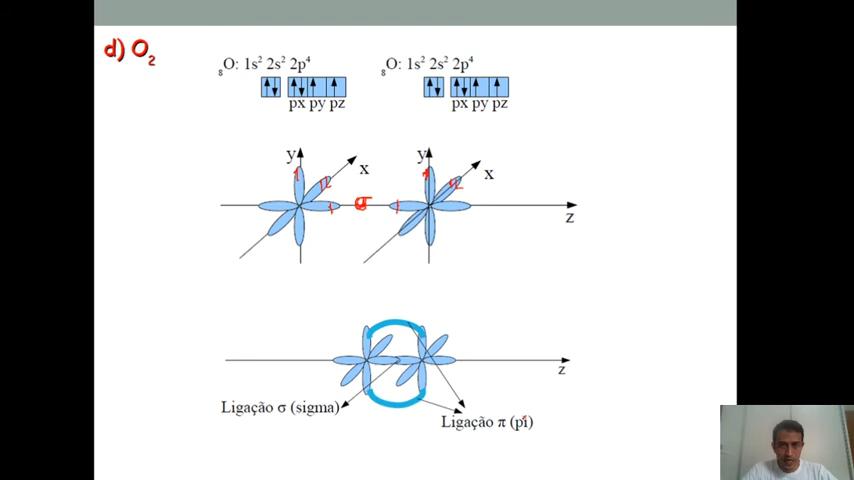 d) O₂
₈O: 1s² 2s² 2p⁴
₈O: 1s² 2s² 2p⁴
px py pz
px py pz
y
x
y
x
σ
z
z
Ligação σ (sigma)
Ligação π (pi)